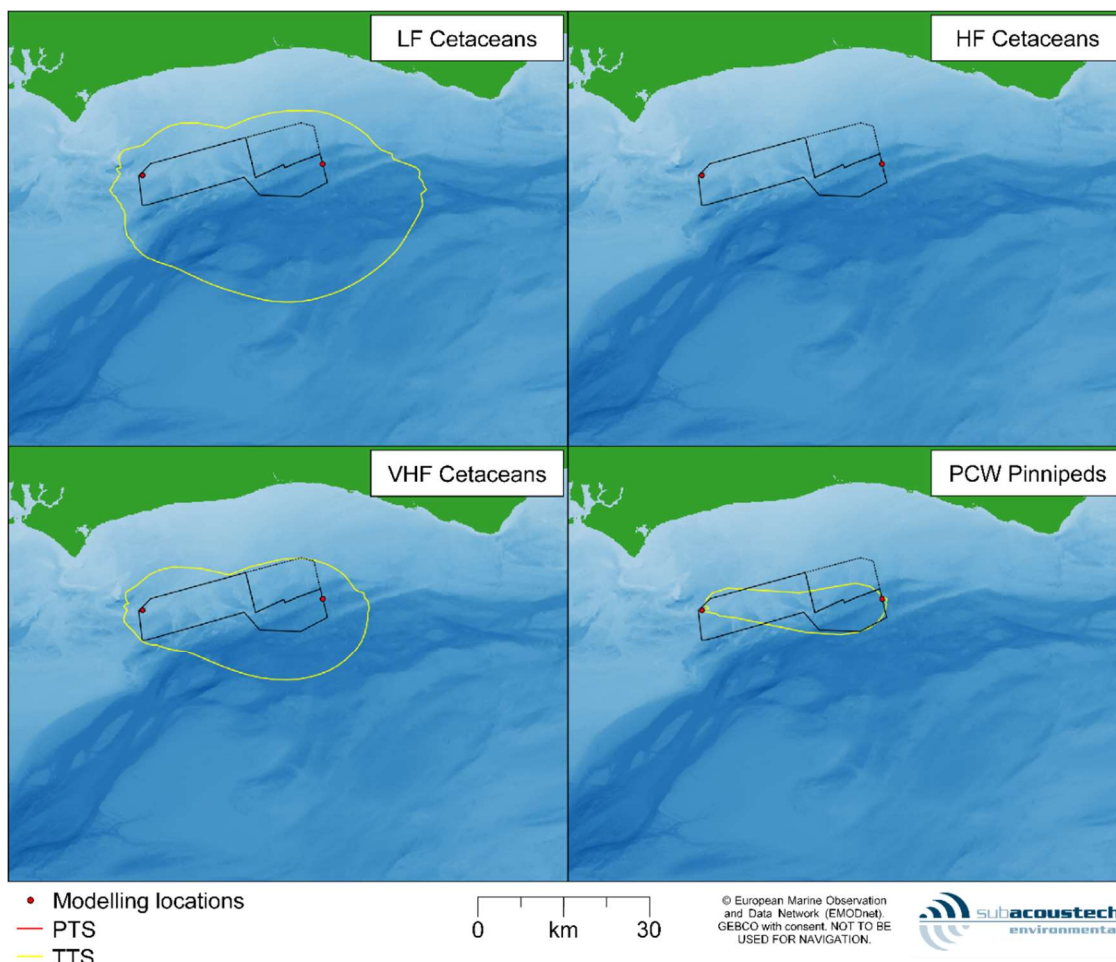 LF Cetaceans
HF Cetaceans
VHF Cetaceans
PCW Pinnipeds
Modelling locations
PTS
TTS
0 km 30
© European Marine Observation
and Data Network (EMODnet).
GEBCO with consent. NOT TO BE
USED FOR NAVIGATION.
subacoustech
environmental